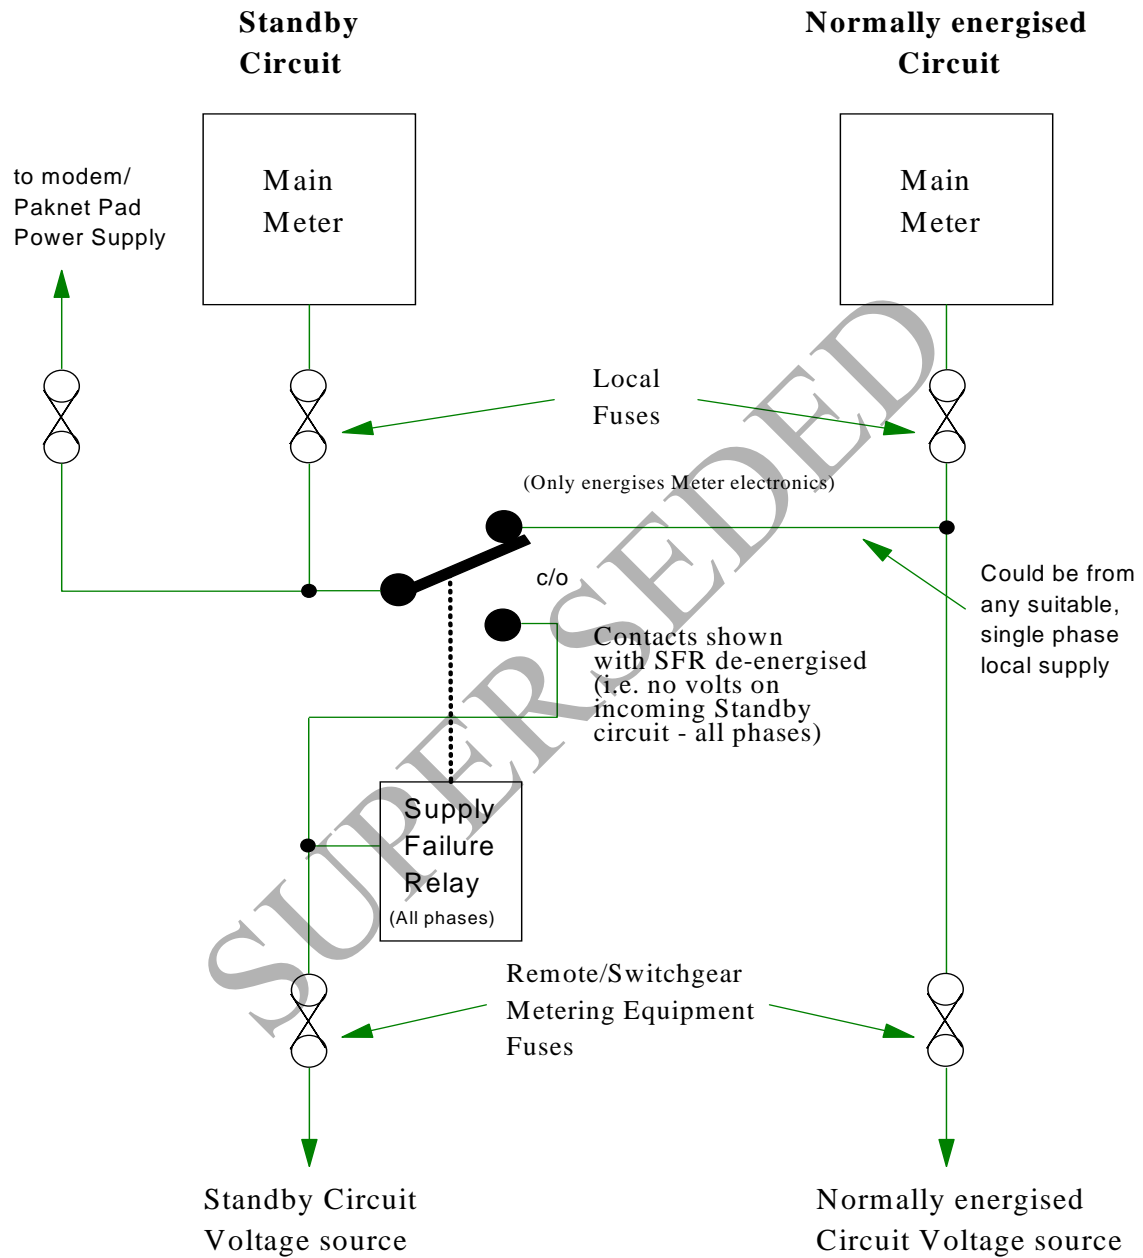 Standby
Circuit
Normally energised
Circuit
Main
Meter
Main
Meter
to modem/
Paknet Pad
Power Supply
Local
Fuses
(Only energises Meter electronics)
c/o
Could be from
any suitable,
single phase
local supply
Contacts shown
with SFR de-energised
(i.e. no volts on
incoming Standby
circuit - all phases)
Supply
Failure
Relay
(All phases)
SUPERSEDED
Remote/Switchgear
Metering Equipment
Fuses
Standby Circuit
Voltage source
Normally energised
Circuit Voltage source